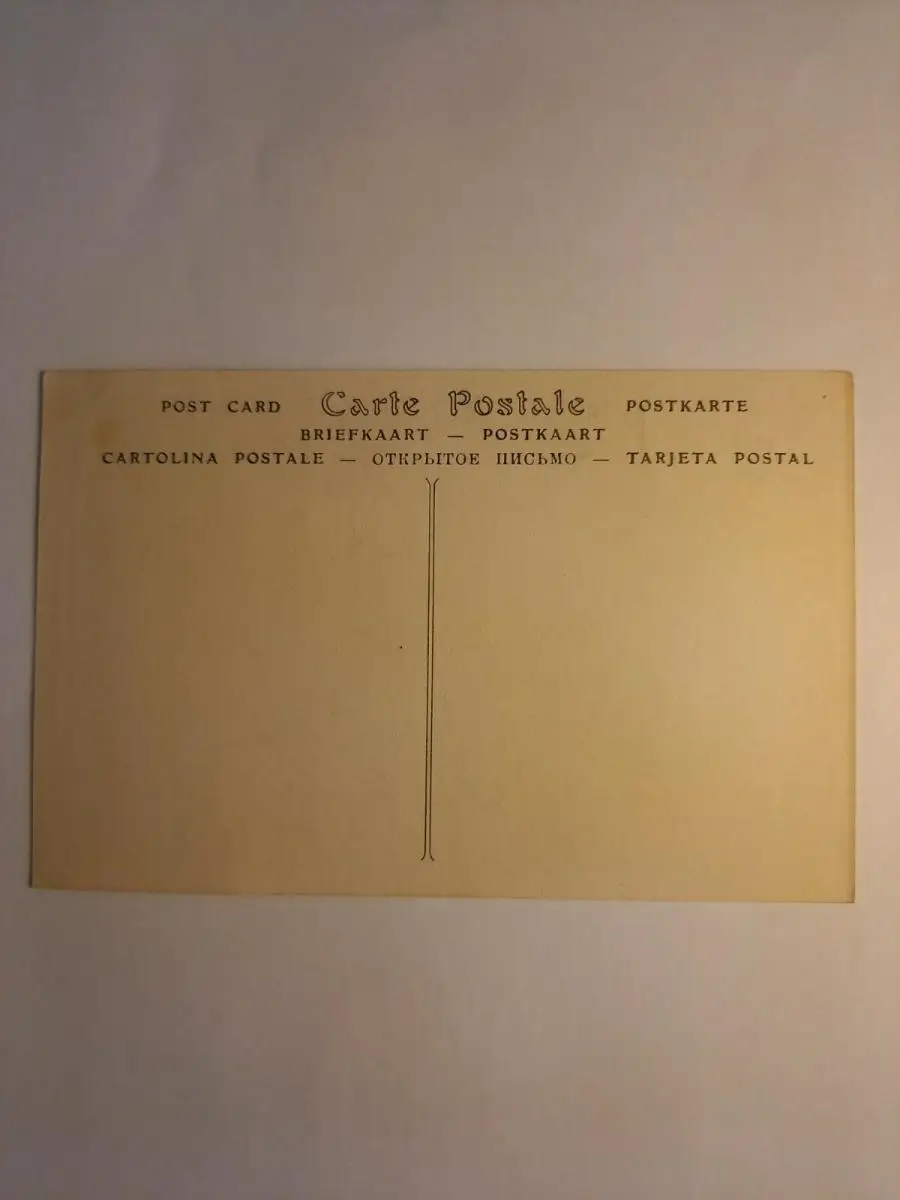 POST CARD Carte Postale POSTKARTE
BRIEFKAART — POSTKAART
CARTOLINA POSTALE — ОТКРЫТОЕ ПИСЬМО — TARJETA POSTAL